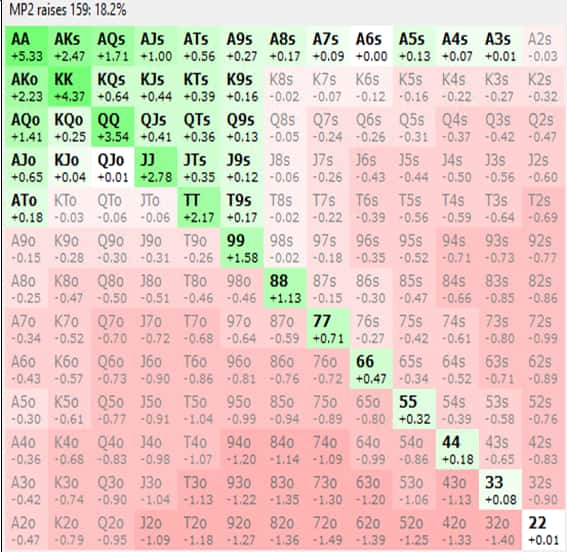 MP2 raises 159: 18.2%
AA AKs AQs AJs ATs A9s A8s A7s A6s A5s A4s A3s A2s
+5.33 +2.47 +1.71 +1.00 +0.56 +0.27 +0.17 +0.09 +0.00 +0.13 +0.07 +0.01 -0.03
AKo KK KQs KJs KTs K9s K8s K7s K6s K5s K4s K3s K2s
+2.23 +4.37 +0.64 +0.44 +0.39 +0.16 -0.02 -0.07 -0.12 -0.16 -0.22 -0.27 -0.32
AQo KQo QQ QJs QTs Q9s Q8s Q7s Q6s Q5s Q4s Q3s Q2s
+1.41 +0.25 +3.54 +0.41 +0.36 +0.13 -0.05 -0.24 -0.26 -0.31 -0.37 -0.42 -0.47
AJo KJo QJo JJ JTs J9s J8s J7s J6s J5s J4s J3s J2s
+0.65 +0.04 +0.01 +2.78 +0.35 +0.12 -0.06 -0.26 -0.43 -0.44 -0.50 -0.56 -0.60
ATo KTo QTo JTo TT T9s T8s T7s T6s T5s T4s T3s T2s
+0.18 -0.03 -0.06 -0.06 +2.17 +0.17 -0.02 -0.22 -0.39 -0.56 -0.59 -0.64 -0.69
A9o K9o Q9o J9o T9o 99 98s 97s 96s 95s 94s 93s 92s
-0.15 -0.28 -0.30 -0.31 -0.26 +1.58 -0.02 -0.18 -0.35 -0.52 -0.71 -0.73 -0.77
A8o K8o Q8o J8o T8o 98o 88 87s 86s 85s 84s 83s 82s
-0.25 -0.47 -0.50 -0.51 -0.46 -0.46 +1.13 -0.15 -0.30 -0.47 -0.66 -0.85 -0.86
A7o K7o Q7o J7o T7o 97o 87o 77 76s 75s 74s 73s 72s
-0.34 -0.52 -0.70 -0.72 -0.68 -0.64 -0.59 +0.71 -0.27 -0.42 -0.61 -0.80 -0.99
A6o K6o Q6o J6o T6o 96o 86o 76o 66 65s 64s 63s 62s
-0.43 -0.57 -0.73 -0.90 -0.86 -0.81 -0.76 -0.72 +0.47 -0.34 -0.52 -0.71 -0.89
A5o K5o Q5o J5o T5o 95o 85o 75o 65o 55 54s 53s 52s
-0.30 -0.61 -0.77 -0.91 -1.04 -0.99 -0.94 -0.89 -0.80 +0.32 -0.39 -0.58 -0.76
A4o K4o Q4o J4o T4o 94o 84o 74o 64o 54o 44 43s 42s
-0.36 -0.68 -0.83 -0.98 -1.07 -1.20 -1.14 -1.09 -0.99 -0.86 +0.18 -0.65 -0.83
A3o K3o Q3o J3o T3o 93o 83o 73o 63o 53o 43o 33 32s
-0.42 -0.74 -0.90 -1.04 -1.13 -1.22 -1.35 -1.30 -1.20 -1.06 -1.13 +0.08 -0.90
A2o K2o Q2o J2o T2o 92o 82o 72o 62o 52o 42o 32o 22
-0.47 -0.79 -0.95 -1.09 -1.18 -1.27 -1.36 -1.49 -1.39 -1.25 -1.33 -1.40 +0.01